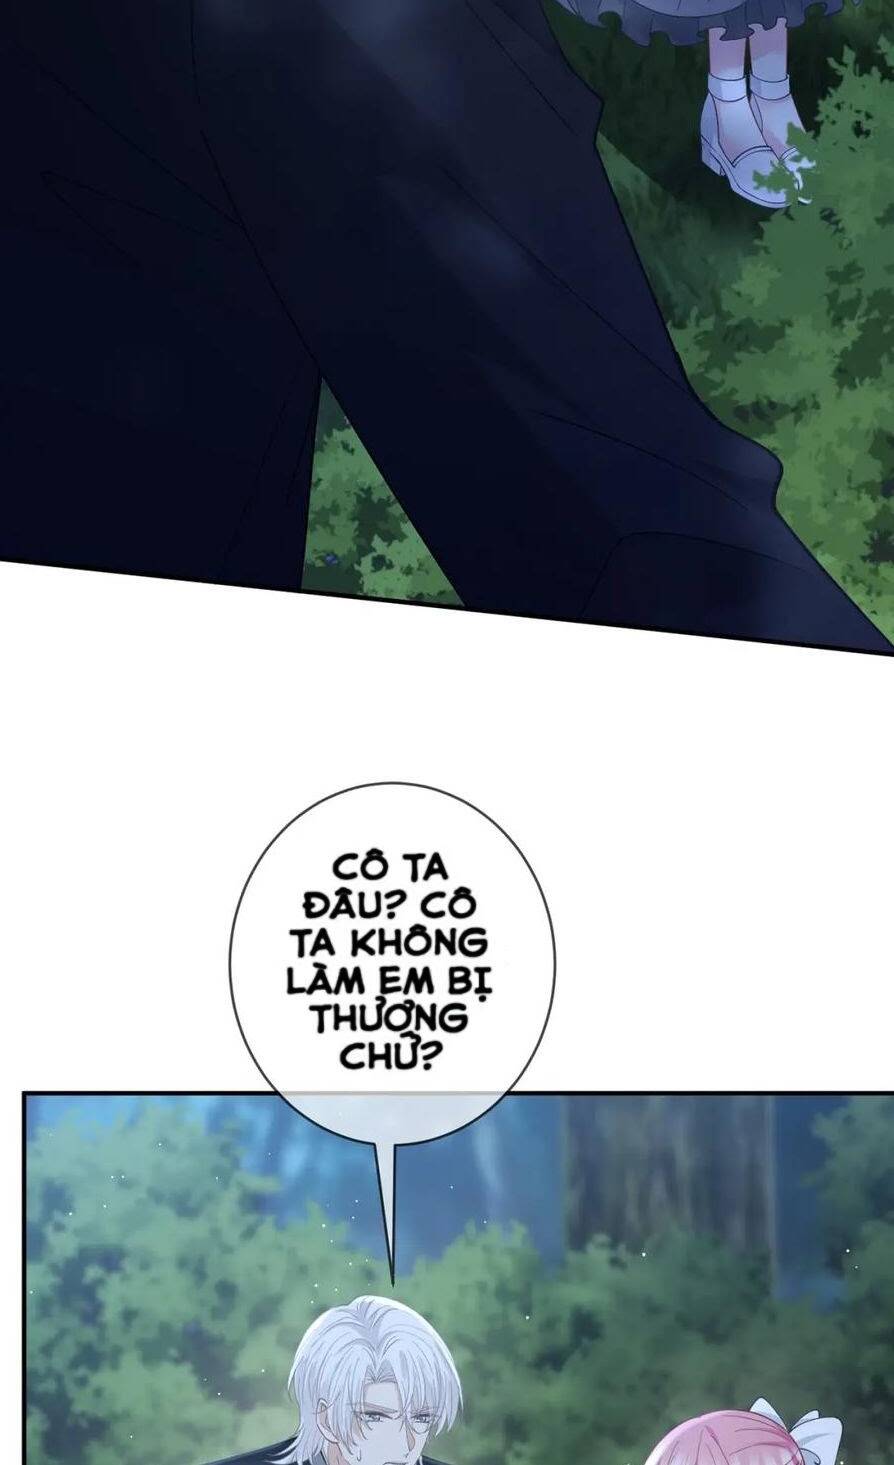 CÔ TA
ĐÂU? CÔ
TA KHÔNG
LÀM EM BỊ
THƯƠNG
CHỨ?